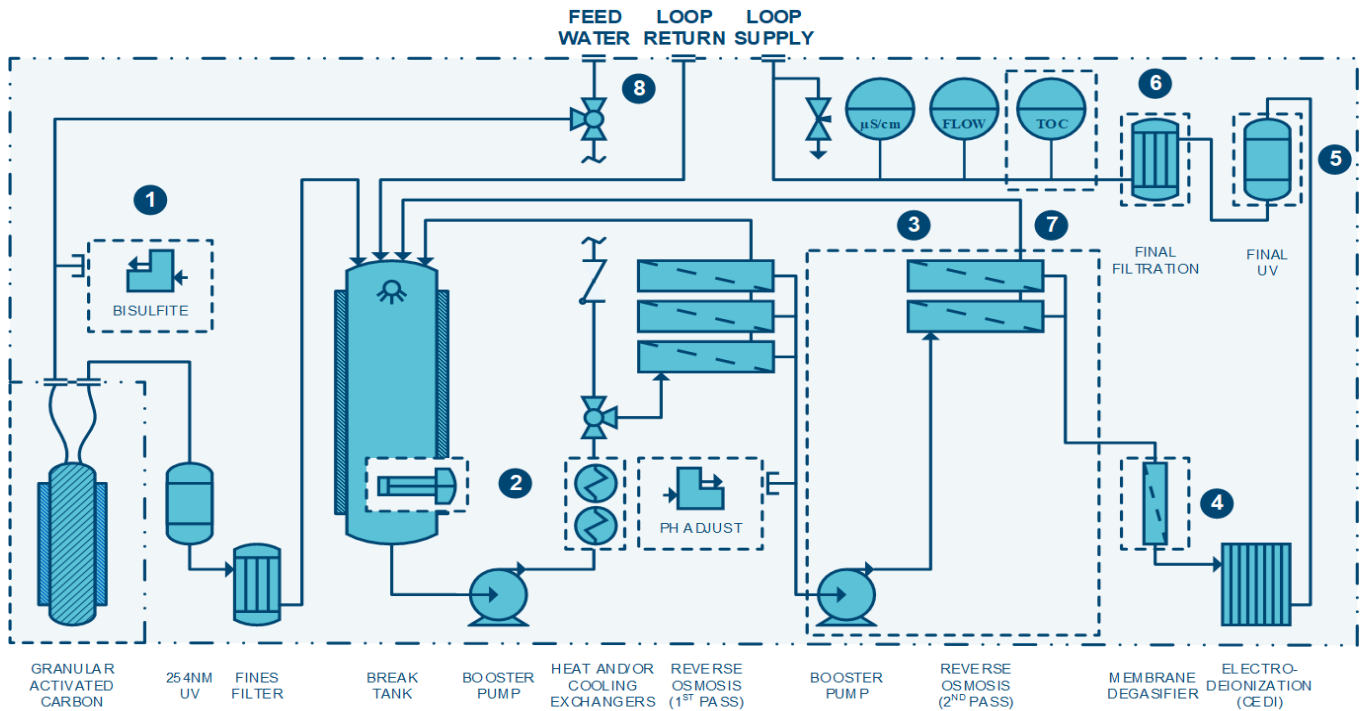 FEED
WATER
LOOP
RETURN
LOOP
SUPPLY
8
6
µS/cm
FLOW
TOC
5
1
3
7
FINAL
FILTRATION
FINAL
UV
BISULFITE
2
4
PH ADJUST
GRANULAR
ACTIVATED
CARBON
254NM
UV
FINES
FILTER
BREAK
TANK
BOOSTER
PUMP
HEAT AND/OR
COOLING
EXCHANGERS
REVERSE
OSMOSIS
(1ST PASS)
BOOSTER
PUMP
REVERSE
OSMOSIS
(2ND PASS)
MEMBRANE
DEGASIFIER
ELECTRO-
DEIONIZATION
(CEDI)